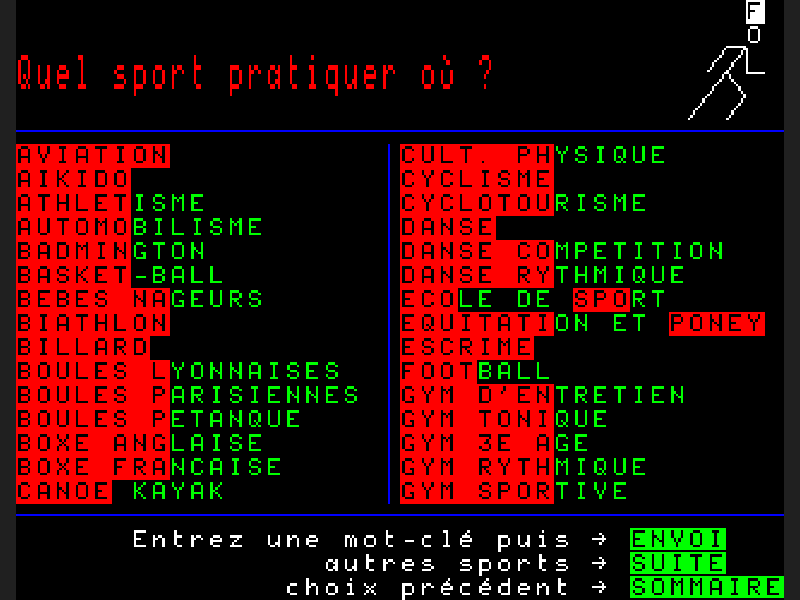 F
Quel sport pratiquer où ?
AVIATION
AIKIDO
ATHLETISME
AUTOMOBILISME
BADMINGTON
BASKET-BALL
BEBES NAGEURS
BIATHLON
BILLARD
BOULES LYONNAISES
BOULES PARISIENNES
BOULES PETANQUE
BOXE ANGLAISE
BOXE FRANCAISE
CANOE KAYAK
CULT. PHYSIQUE
CYCLISME
CYCLOTOURISME
DANSE
DANSE COMPETITION
DANSE RYTHMIQUE
ECOLE DE SPORT
EQUITATION ET PONEY
ESCRIME
FOOTBALL
GYM D'ENTRETIEN
GYM TONIQUE
GYM 3E AGE
GYM RYTHMIQUE
GYM SPORTIVE
Entrez une mot-clé puis → ENVOI
autres sports → SUITE
choix précédent → SOMMAIRE